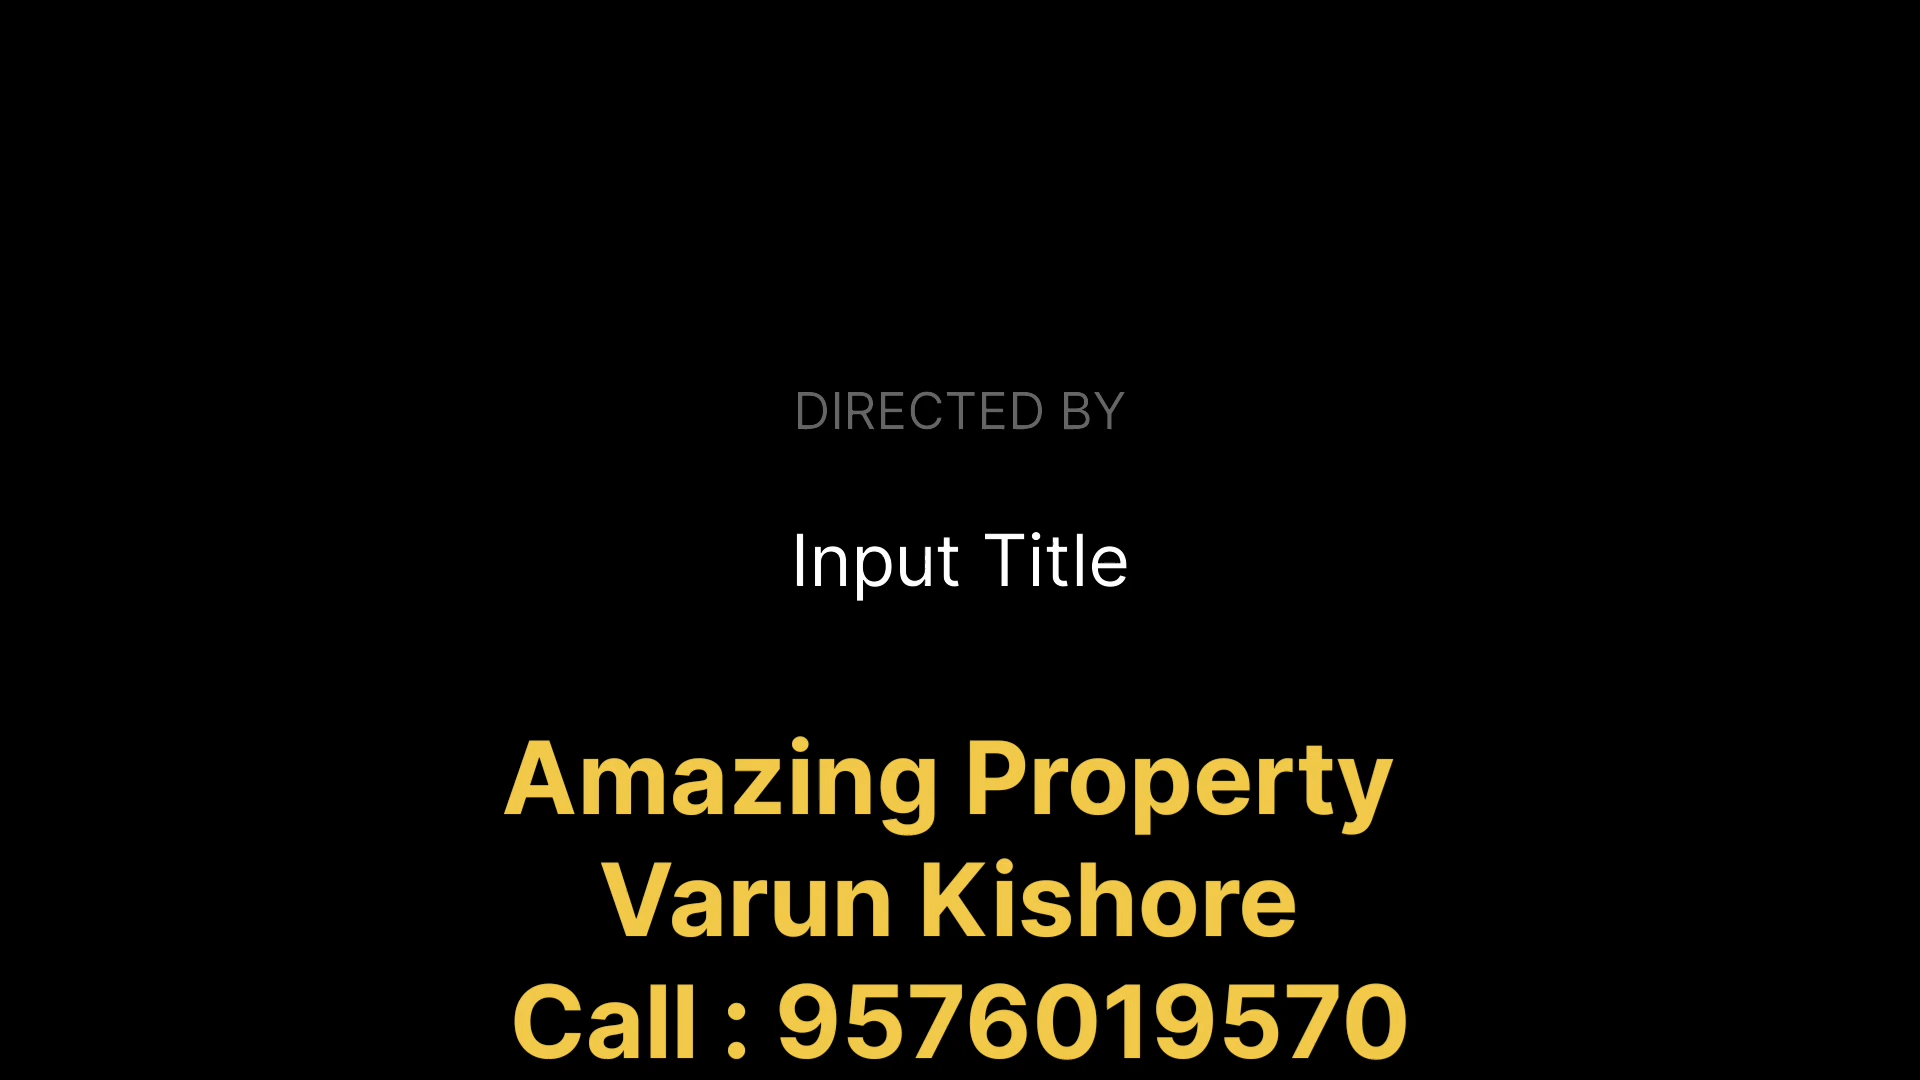 DIRECTED BY
Input Title
Amazing Property
Varun Kishore
Call : 9576019570